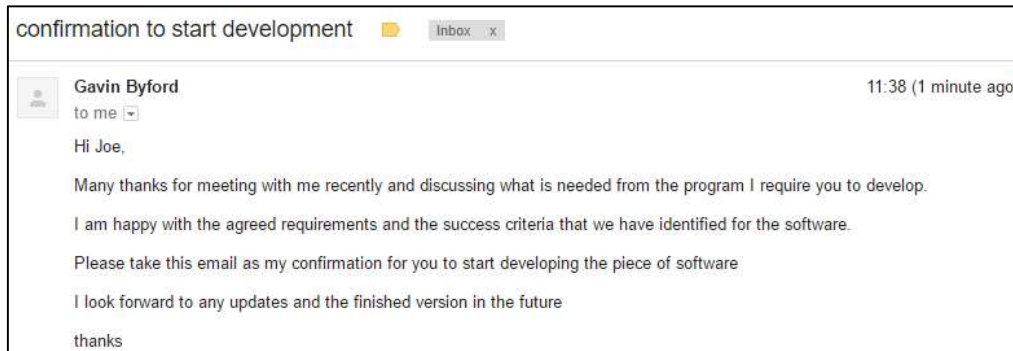 confirmation to start development Inbox x
Gavin Byford 11:38 (1 minute ago
to me
Hi Joe,
Many thanks for meeting with me recently and discussing what is needed from the program I require you to develop.
I am happy with the agreed requirements and the success criteria that we have identified for the software.
Please take this email as my confirmation for you to start developing the piece of software
I look forward to any updates and the finished version in the future
thanks